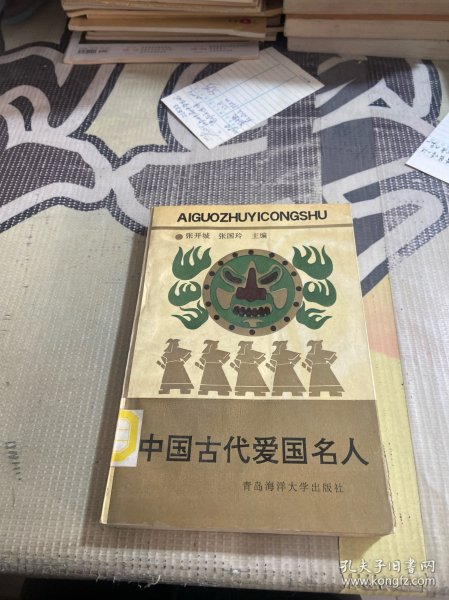 AIGUOZHUYICONGSHU
张开城 张国玲 主编
中国古代爱国名人
青岛海洋大学出版社
孔夫子旧书网
www.kongfz.com